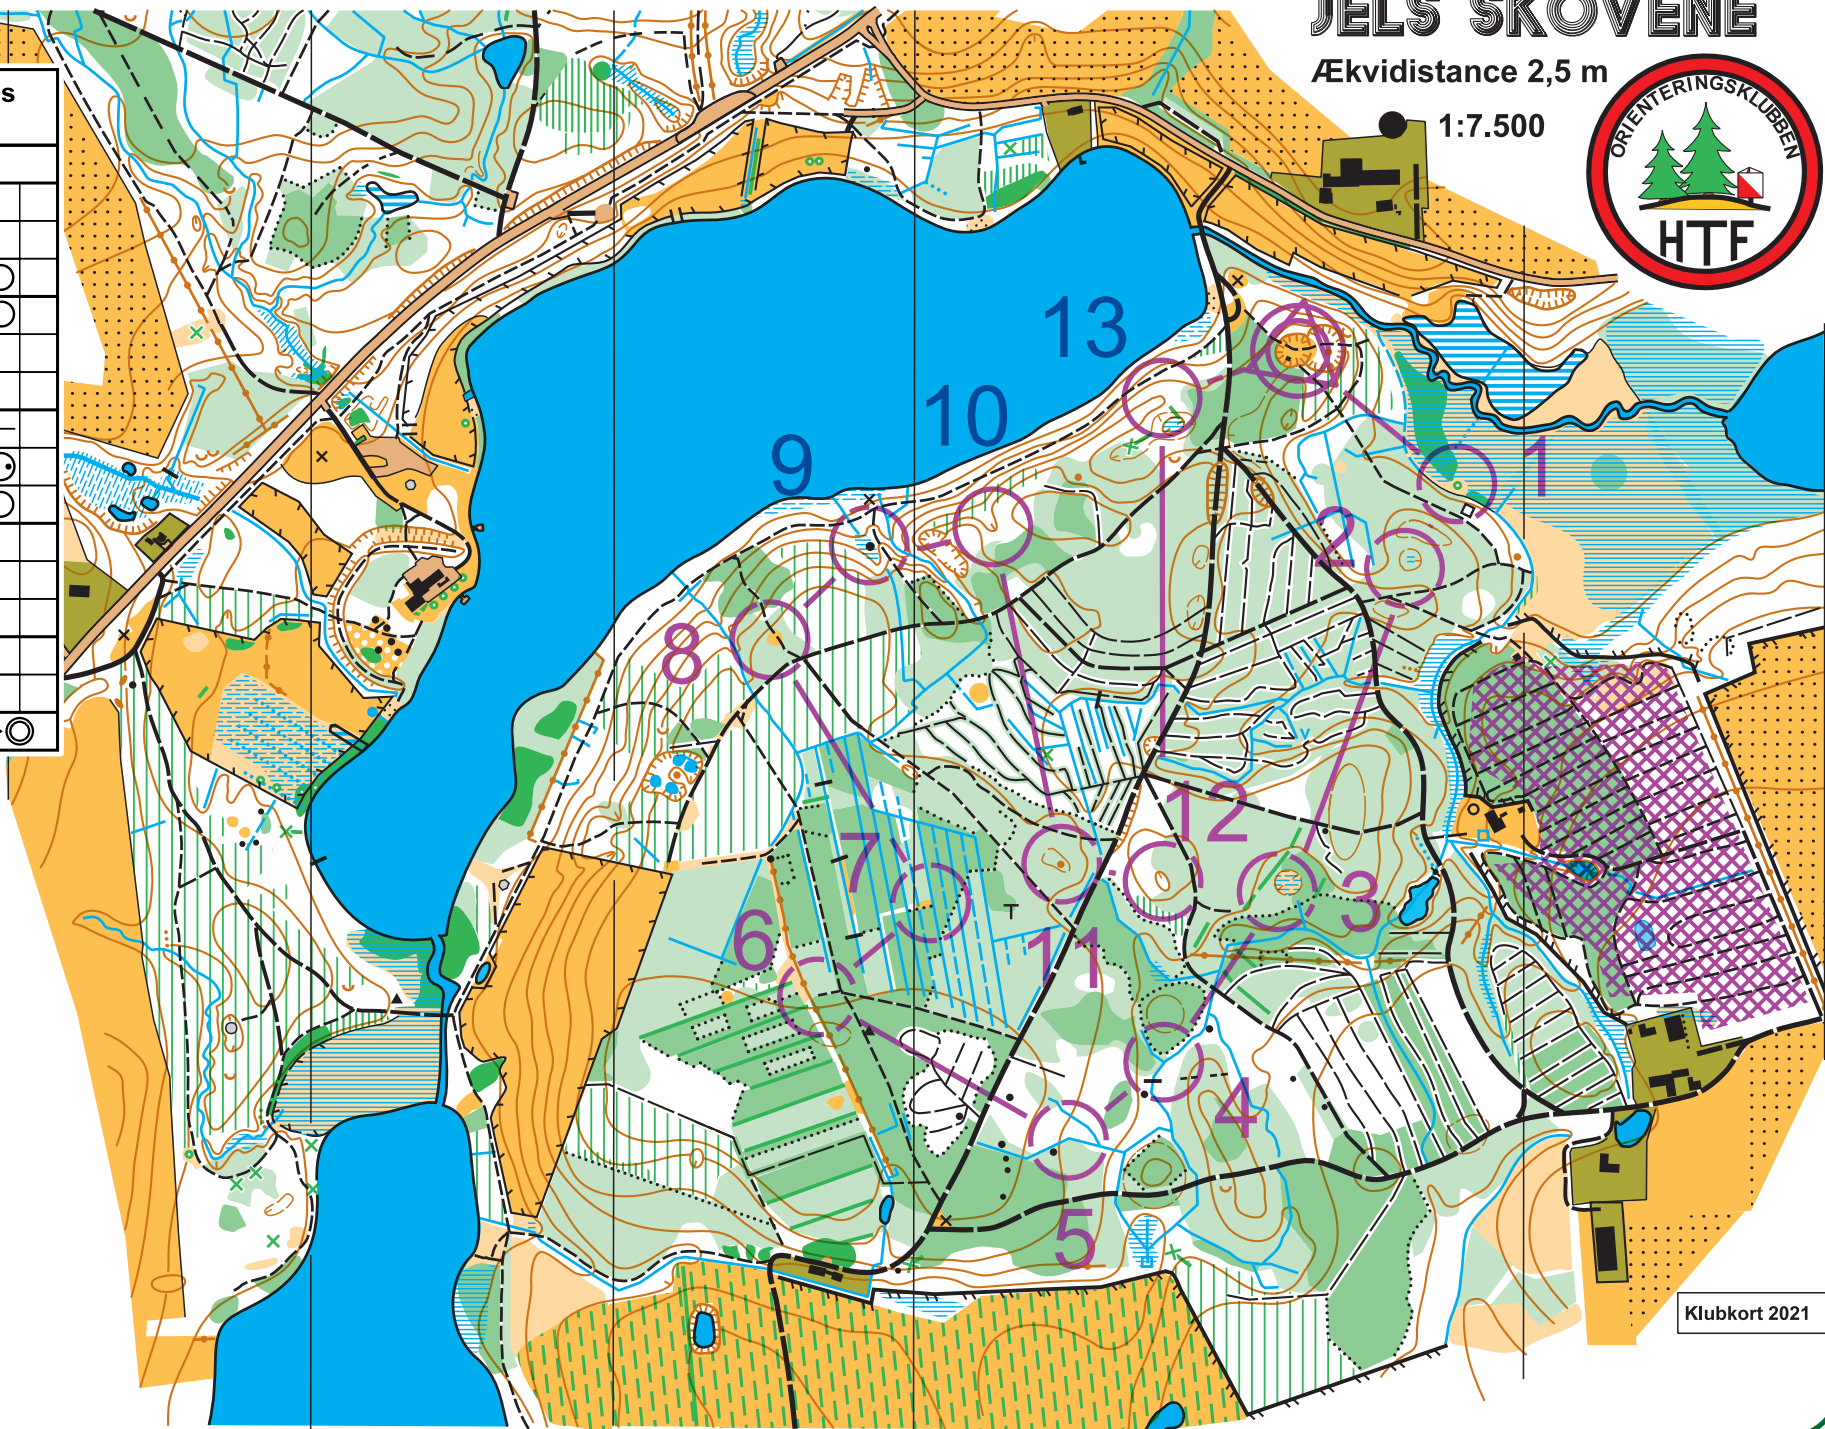 JELS SKOVENE
Ækvidistance 2,5 m
1:7.500
ORIENTERINGSKLUBBEN
HTF
s
13
10
9
1
2
8
12
7
3
6
11
4
5
Klubkort 2021